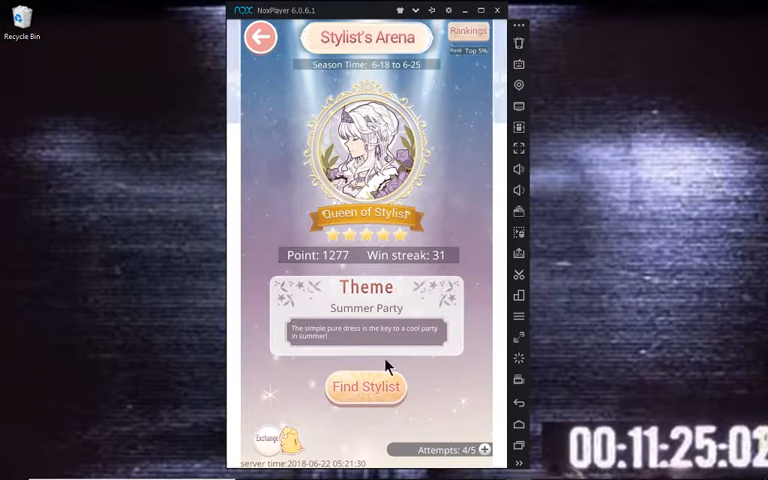 NOX NoxPlayer 6.0.6.1
Recycle Bin
Stylist's Arena
Rankings
Rank Top 5%
Season Time: 6-18 to 6-25
Queen of Stylist
Point: 1277 Win streak: 31
Theme
Summer Party
The simple pure dress is the key to a cool party
in summer!
Find Stylist
Exchange
Attempts: 4/5
server time:2018-06-22 05:21:30
00:11:25:02